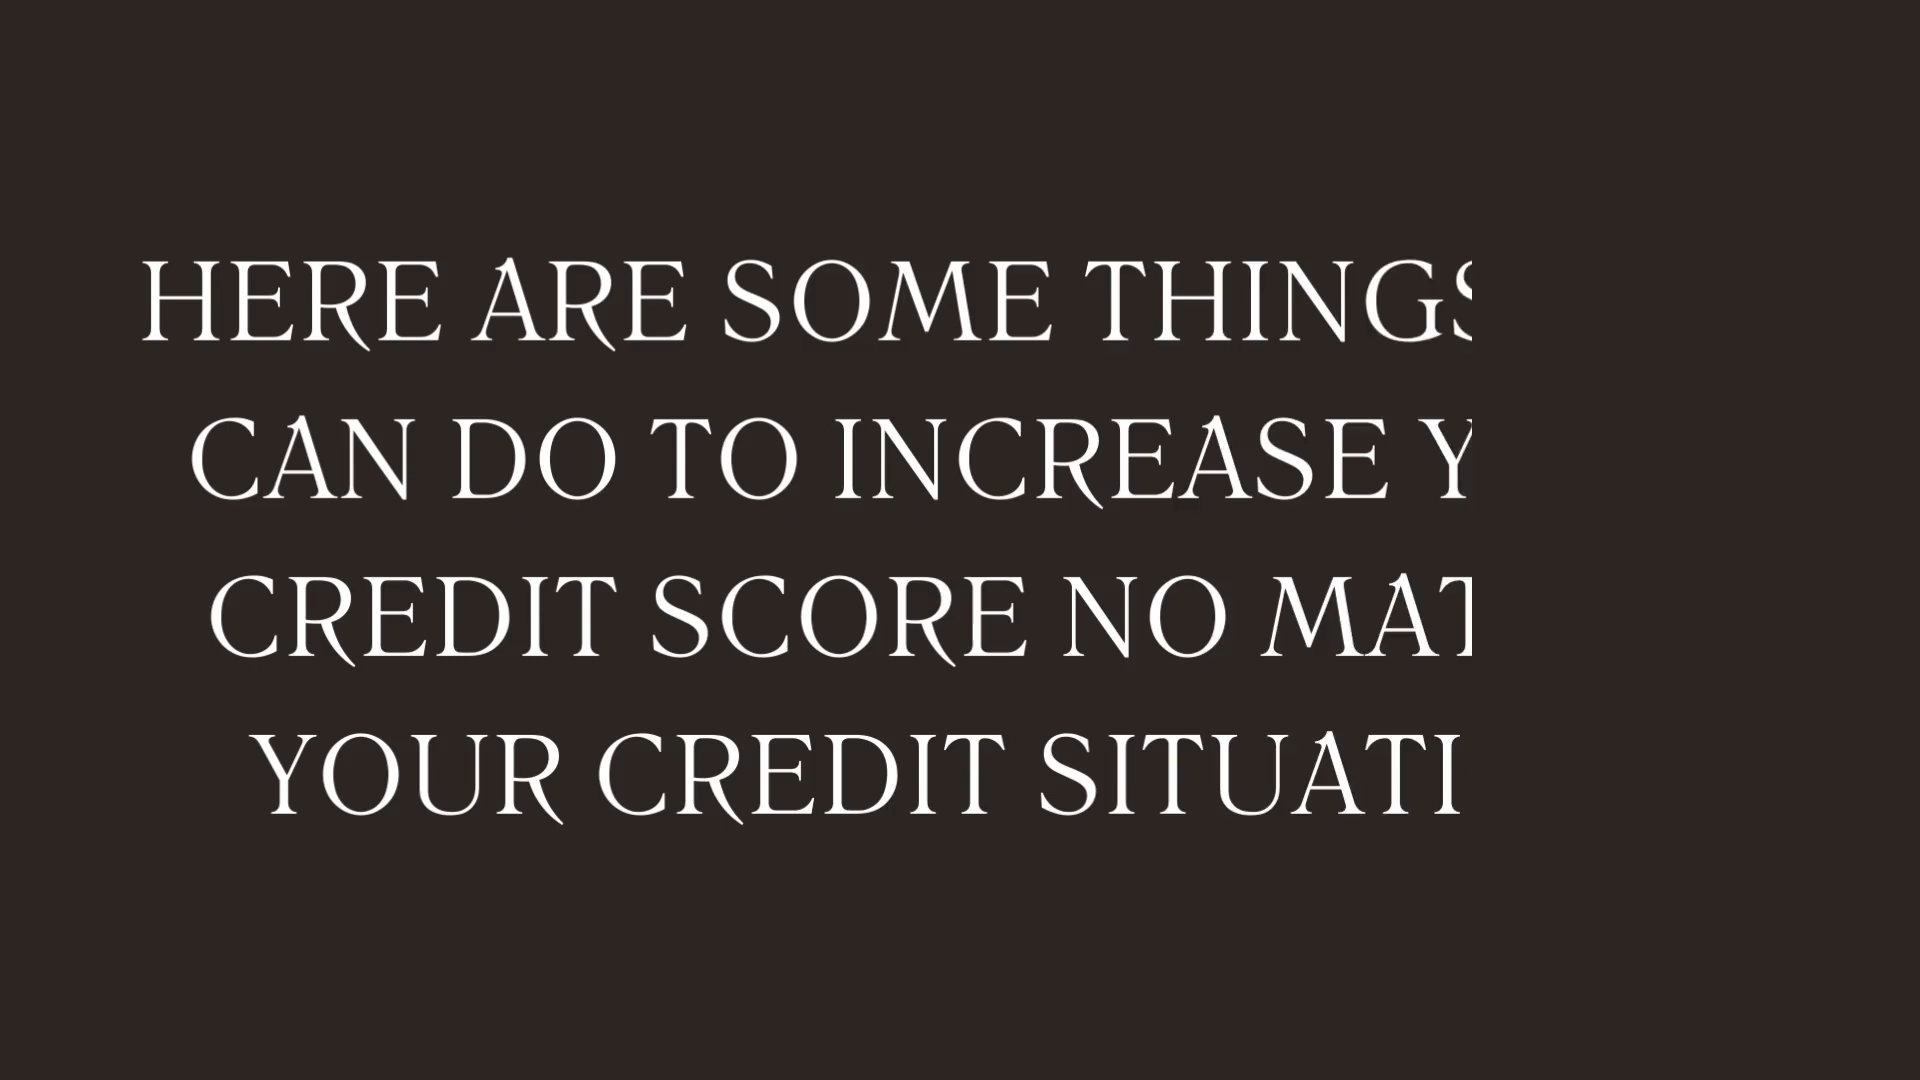 HERE ARE SOME THINGS
CAN DO TO INCREASE Y
CREDIT SCORE NO MAT
YOUR CREDIT SITUATI